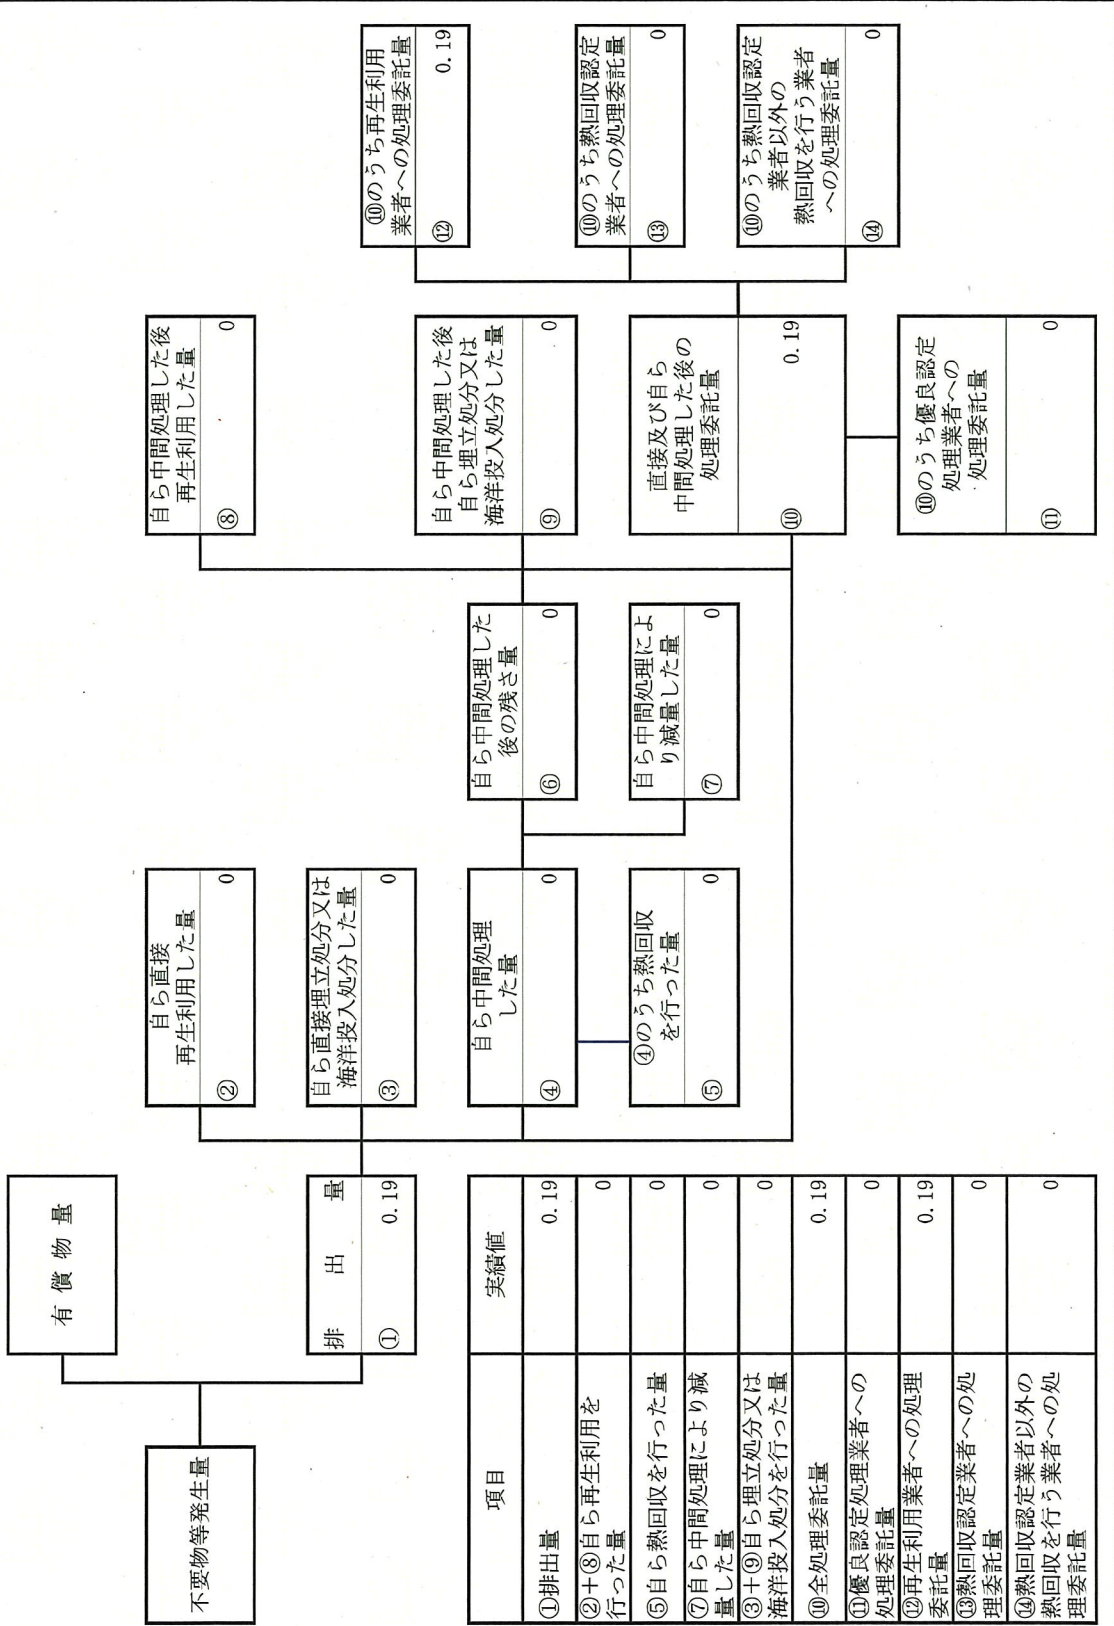 不要物等発生量
有償物量
排出量
① 0.19
自ら直接
再生利用した量
② 0
自ら直接埋立処分又は
海洋投入処分した量
③ 0
自ら中間処理
した量
④ 0
④のうち熱回収
を行った量
⑤ 0
自ら中間処理した
後の残さ量
⑥ 0
自ら中間処理によ
り減量した量
⑦ 0
自ら中間処理した後
再生利用した量
⑧ 0
自ら中間処理した後
自ら埋立処分又は
海洋投入処分した量
⑨ 0
直接及び自ら
中間処理した後の
処理委託量
⑩ 0.19
⑩のうち優良認定
処理業者への
処理委託量
⑪ 0
⑩のうち再生利用
業者への処理委託量
⑫ 0.19
⑩のうち熱回収認定
業者への処理委託量
⑬ 0
⑩のうち熱回収認定
業者以外の
熱回収を行う業者
への処理委託量
⑭ 0
項目 実績値
①排出量 0.19
②+⑧自ら再生利用を
行った量 0
⑤自ら熱回収を行った量 0
⑦自ら中間処理により減
量した量 0
③+⑨自ら埋立処分又は
海洋投入処分を行った量 0
⑩全処理委託量 0.19
⑪優良認定処理業者への
処理委託量 0
⑫再生利用業者への処理
委託量 0.19
⑬熱回収認定業者への処
理委託量 0
⑭熱回収認定業者以外の
熱回収を行う業者への処
理委託量 0